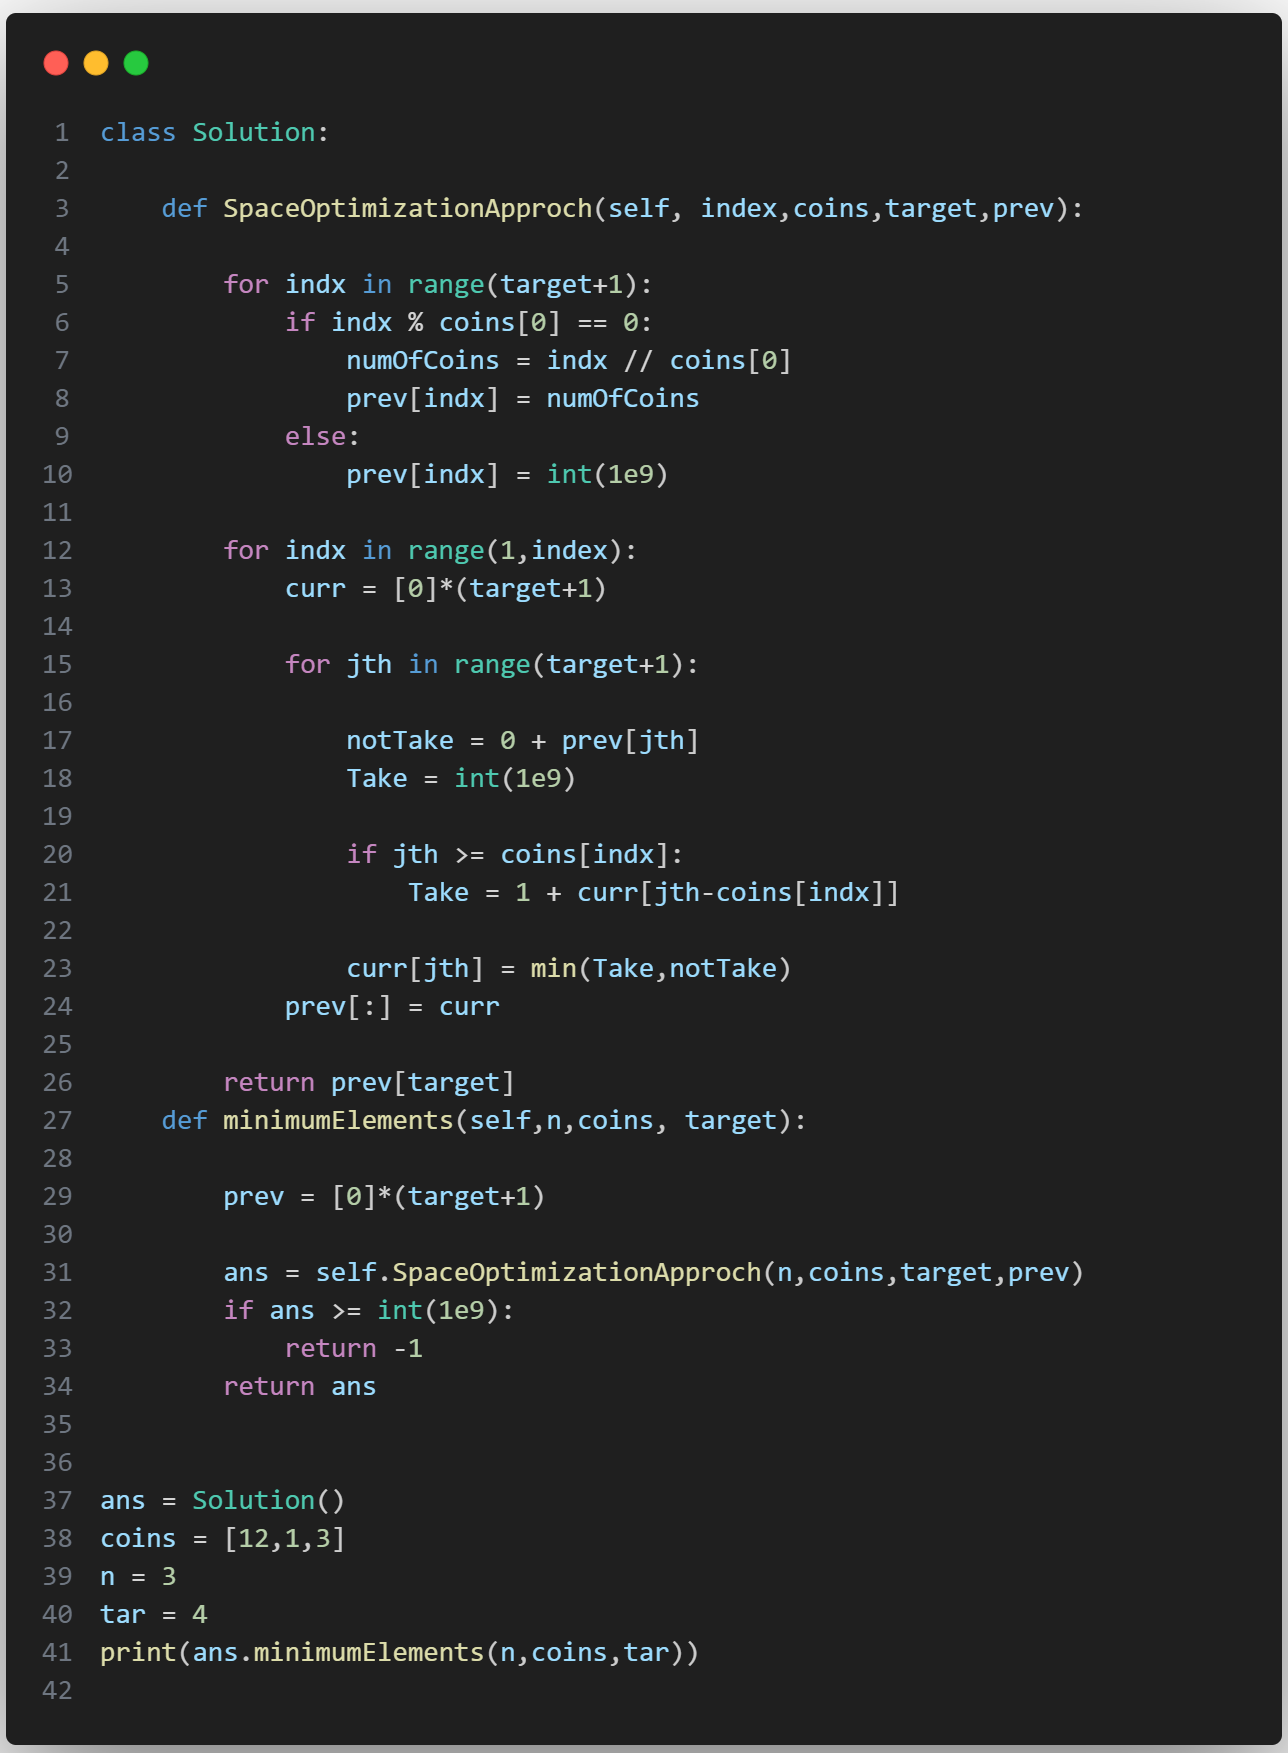 1 class Solution:
2
3     def SpaceOptimizationApproch(self, index,coins,target,prev):
4
5         for indx in range(target+1):
6             if indx % coins[0] == 0:
7                 numOfCoins = indx // coins[0]
8                 prev[indx] = numOfCoins
9             else:
10                 prev[indx] = int(1e9)
11
12         for indx in range(1,index):
13             curr = [0]*(target+1)
14
15             for jth in range(target+1):
16
17                 notTake = 0 + prev[jth]
18                 Take = int(1e9)
19
20                 if jth >= coins[indx]:
21                     Take = 1 + curr[jth-coins[indx]]
22
23                 curr[jth] = min(Take,notTake)
24             prev[:] = curr
25
26         return prev[target]
27     def minimumElements(self,n,coins, target):
28
29         prev = [0]*(target+1)
30
31         ans = self.SpaceOptimizationApproch(n,coins,target,prev)
32         if ans >= int(1e9):
33             return -1
34         return ans
35
36
37 ans = Solution()
38 coins = [12,1,3]
39 n = 3
40 tar = 4
41 print(ans.minimumElements(n,coins,tar))
42